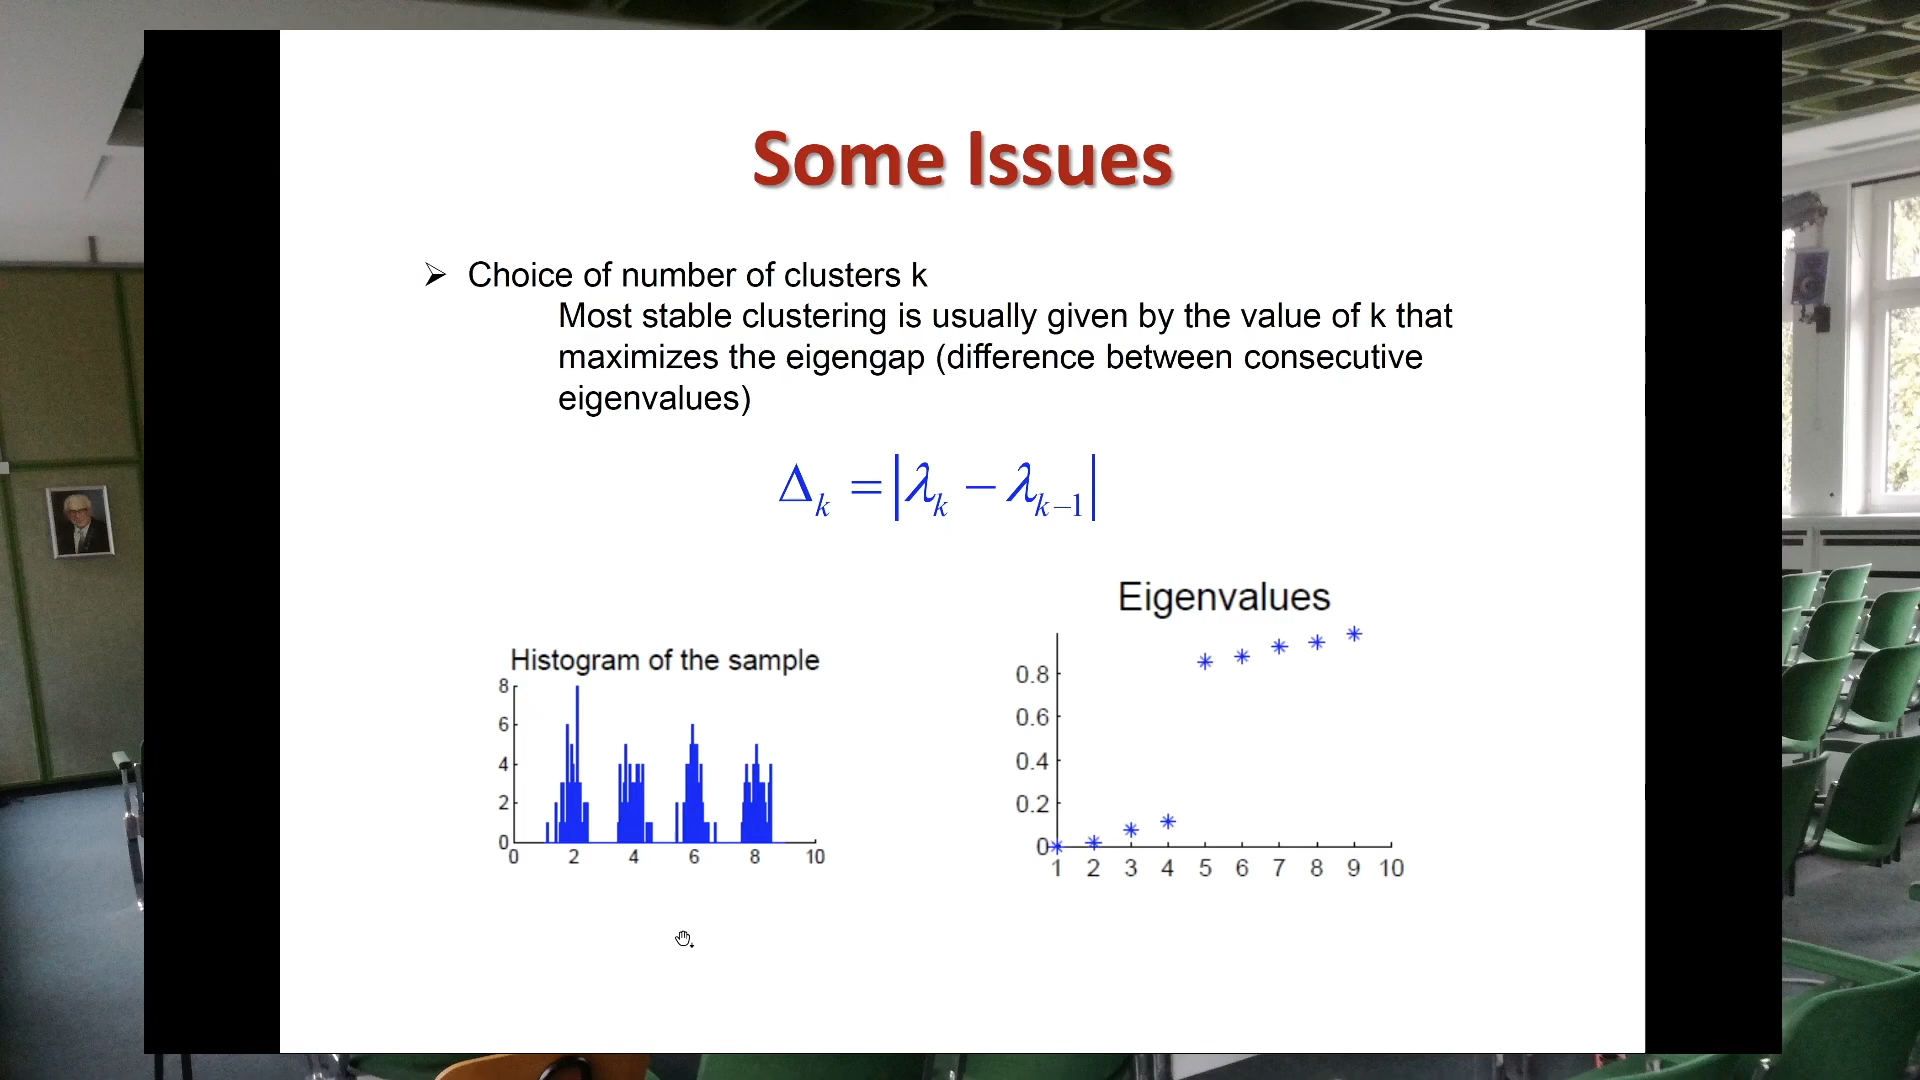 Some Issues
➢ Choice of number of clusters k
Most stable clustering is usually given by the value of k that
maximizes the eigengap (difference between consecutive
eigenvalues)
Δ_k = |λ_k − λ_{k−1}|
Histogram of the sample
8
6
4
2
0
0 2 4 6 8 10
Eigenvalues
0.8
0.6
0.4
0.2
0
1 2 3 4 5 6 7 8 9 10